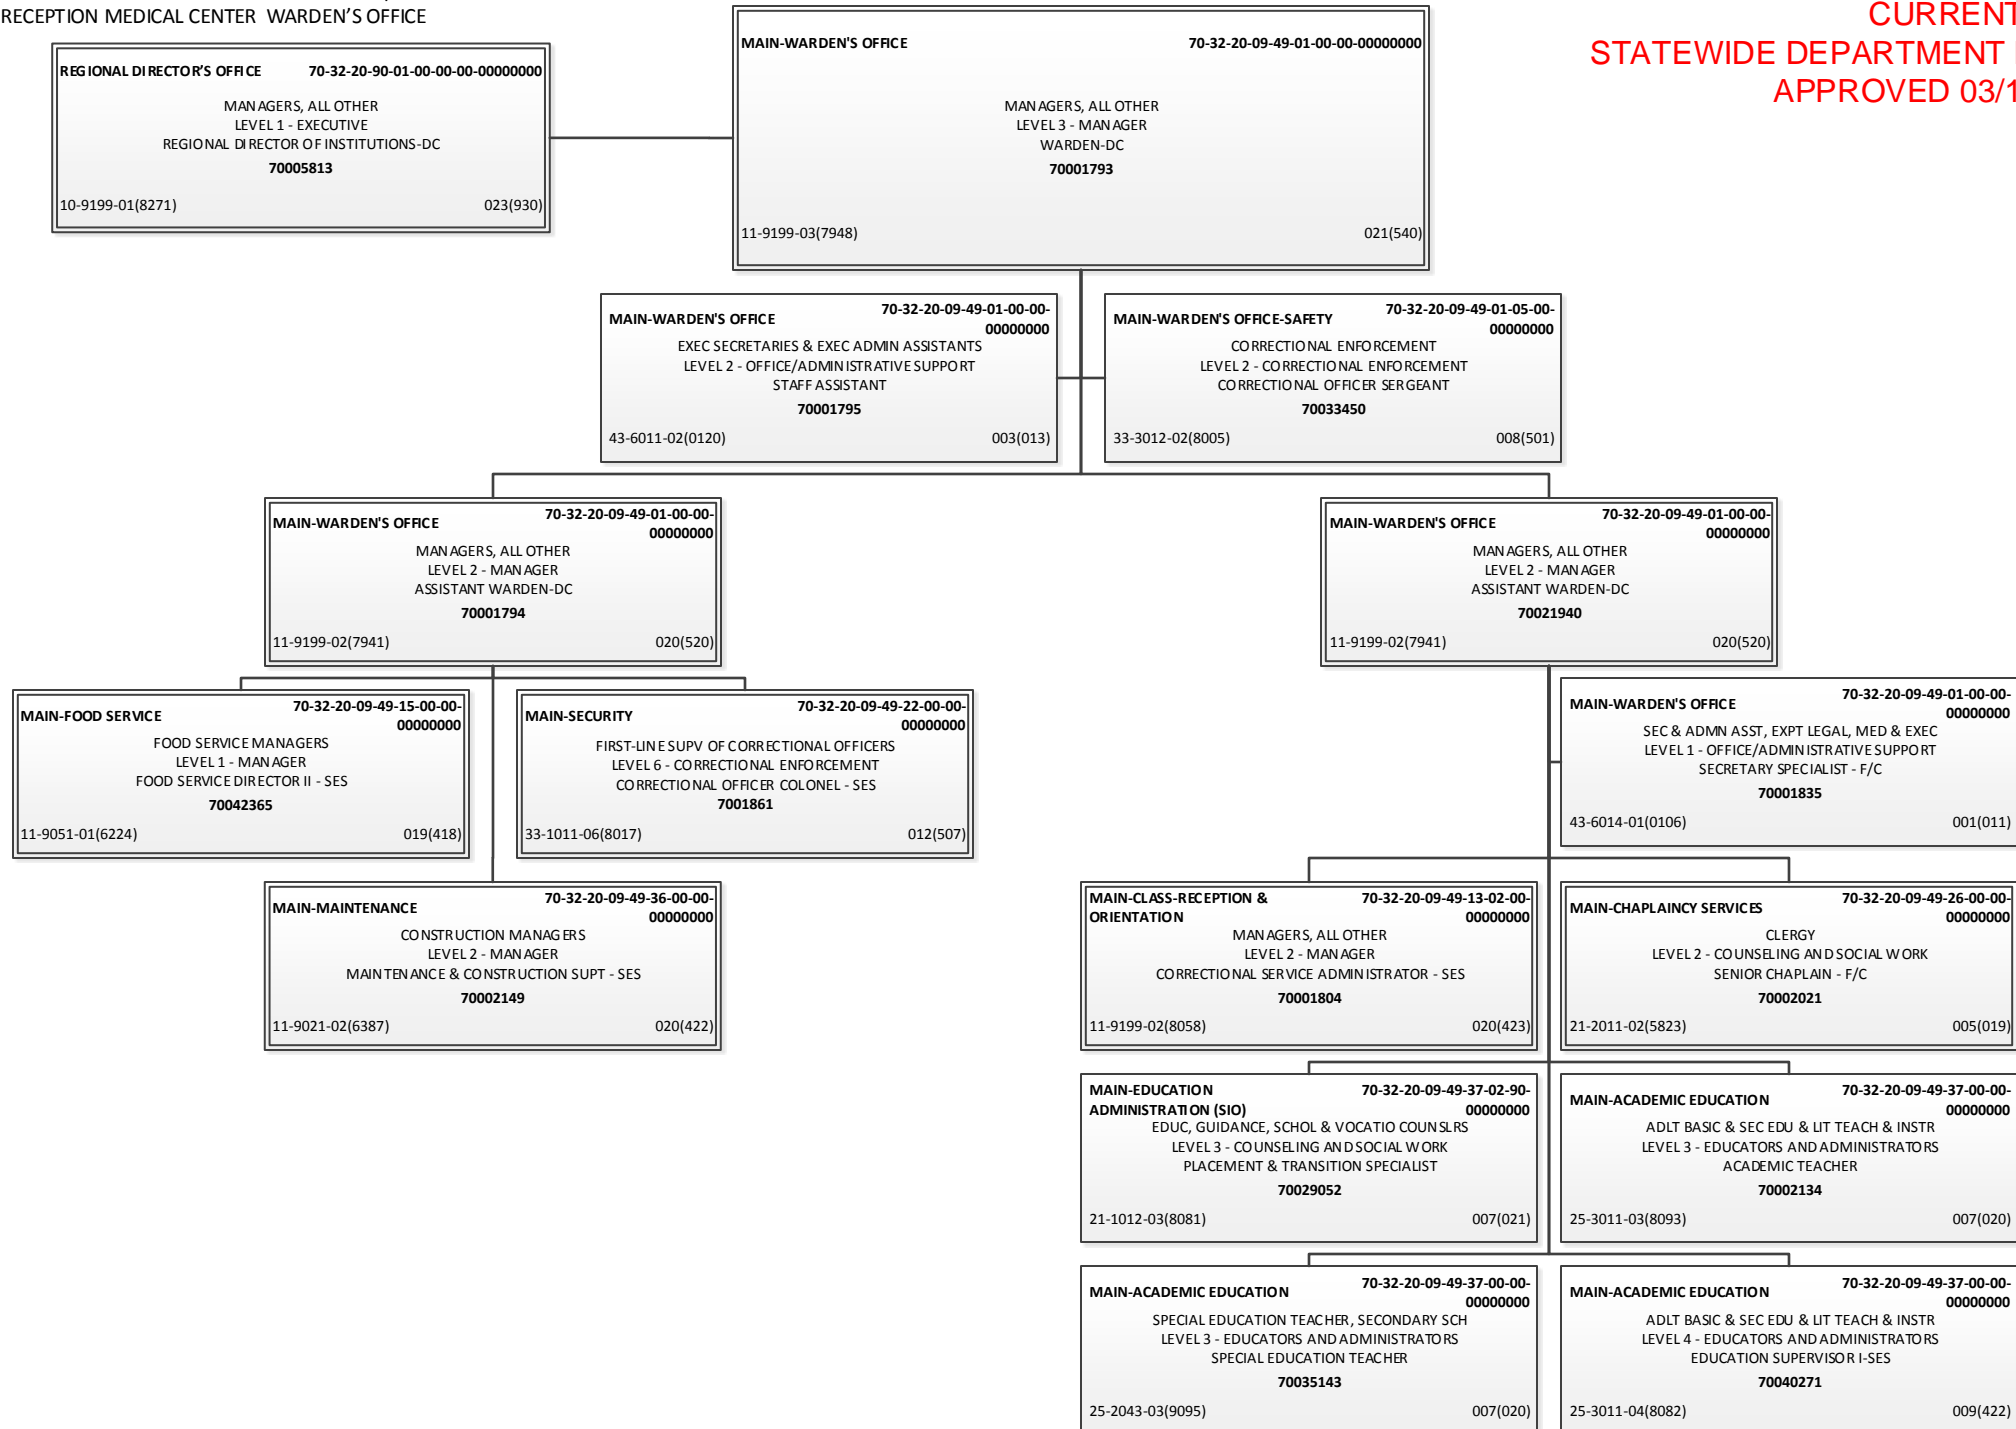 RECEPTION MEDICAL CENTER WARDEN'S OFFICE
CURRENT
STATEWIDE DEPARTMENT
APPROVED 03/1
REGIONAL DIRECTOR'S OFFICE 70-32-20-90-01-00-00-00-00000000
MANAGERS, ALL OTHER
LEVEL 1 - EXECUTIVE
REGIONAL DIRECTOR OF INSTITUTIONS-DC
70005813
10-9199-01(8271) 023(930)
MAIN-WARDEN'S OFFICE 70-32-20-09-49-01-00-00-00000000
MANAGERS, ALL OTHER
LEVEL 3 - MANAGER
WARDEN-DC
70001793
11-9199-03(7948) 021(540)
MAIN-WARDEN'S OFFICE 70-32-20-09-49-01-00-00-
00000000
EXEC SECRETARIES & EXEC ADMIN ASSISTANTS
LEVEL 2 - OFFICE/ADMINISTRATIVE SUPPORT
STAFF ASSISTANT
70001795
43-6011-02(0120) 003(013)
MAIN-WARDEN'S OFFICE-SAFETY 70-32-20-09-49-01-05-00-
00000000
CORRECTIONAL ENFORCEMENT
LEVEL 2 - CORRECTIONAL ENFORCEMENT
CORRECTIONAL OFFICER SERGEANT
70033450
33-3012-02(8005) 008(501)
MAIN-WARDEN'S OFFICE 70-32-20-09-49-01-00-00-
00000000
MANAGERS, ALL OTHER
LEVEL 2 - MANAGER
ASSISTANT WARDEN-DC
70001794
11-9199-02(7941) 020(520)
MAIN-WARDEN'S OFFICE 70-32-20-09-49-01-00-00-
00000000
MANAGERS, ALL OTHER
LEVEL 2 - MANAGER
ASSISTANT WARDEN-DC
70021940
11-9199-02(7941) 020(520)
MAIN-FOOD SERVICE 70-32-20-09-49-15-00-00-
00000000
FOOD SERVICE MANAGERS
LEVEL 1 - MANAGER
FOOD SERVICE DIRECTOR II - SES
70042365
11-9051-01(6224) 019(418)
MAIN-SECURITY 70-32-20-09-49-22-00-00-
00000000
FIRST-LINE SUPV OF CORRECTIONAL OFFICERS
LEVEL 6 - CORRECTIONAL ENFORCEMENT
CORRECTIONAL OFFICER COLONEL - SES
7001861
33-1011-06(8017) 012(507)
MAIN-WARDEN'S OFFICE 70-32-20-09-49-01-00-00-
00000000
SEC & ADMN ASST, EXPT LEGAL, MED & EXEC
LEVEL 1 - OFFICE/ADMINISTRATIVE SUPPORT
SECRETARY SPECIALIST - F/C
70001835
43-6014-01(0106) 001(011)
MAIN-MAINTENANCE 70-32-20-09-49-36-00-00-
00000000
CONSTRUCTION MANAGERS
LEVEL 2 - MANAGER
MAINTENANCE & CONSTRUCTION SUPT - SES
70002149
11-9021-02(6387) 020(422)
MAIN-CLASS-RECEPTION & 70-32-20-09-49-13-02-00-
ORIENTATION 00000000
MANAGERS, ALL OTHER
LEVEL 2 - MANAGER
CORRECTIONAL SERVICE ADMINISTRATOR - SES
70001804
11-9199-02(8058) 020(423)
MAIN-CHAPLAINCY SERVICES 70-32-20-09-49-26-00-00-
00000000
CLERGY
LEVEL 2 - COUNSELING AND SOCIAL WORK
SENIOR CHAPLAIN - F/C
70002021
21-2011-02(5823) 005(019)
MAIN-EDUCATION 70-32-20-09-49-37-02-90-
ADMINISTRATION (SIO) 00000000
EDUC, GUIDANCE, SCHOL & VOCATIO COUNSLRS
LEVEL 3 - COUNSELING AND SOCIAL WORK
PLACEMENT & TRANSITION SPECIALIST
70029052
21-1012-03(8081) 007(021)
MAIN-ACADEMIC EDUCATION 70-32-20-09-49-37-00-00-
00000000
ADLT BASIC & SEC EDU & LIT TEACH & INSTR
LEVEL 3 - EDUCATORS AND ADMINISTRATORS
ACADEMIC TEACHER
70002134
25-3011-03(8093) 007(020)
MAIN-ACADEMIC EDUCATION 70-32-20-09-49-37-00-00-
00000000
SPECIAL EDUCATION TEACHER, SECONDARY SCH
LEVEL 3 - EDUCATORS AND ADMINISTRATORS
SPECIAL EDUCATION TEACHER
70035143
25-2043-03(9095) 007(020)
MAIN-ACADEMIC EDUCATION 70-32-20-09-49-37-00-00-
00000000
ADLT BASIC & SEC EDU & LIT TEACH & INSTR
LEVEL 4 - EDUCATORS AND ADMINISTRATORS
EDUCATION SUPERVISOR I-SES
70040271
25-3011-04(8082) 009(422)